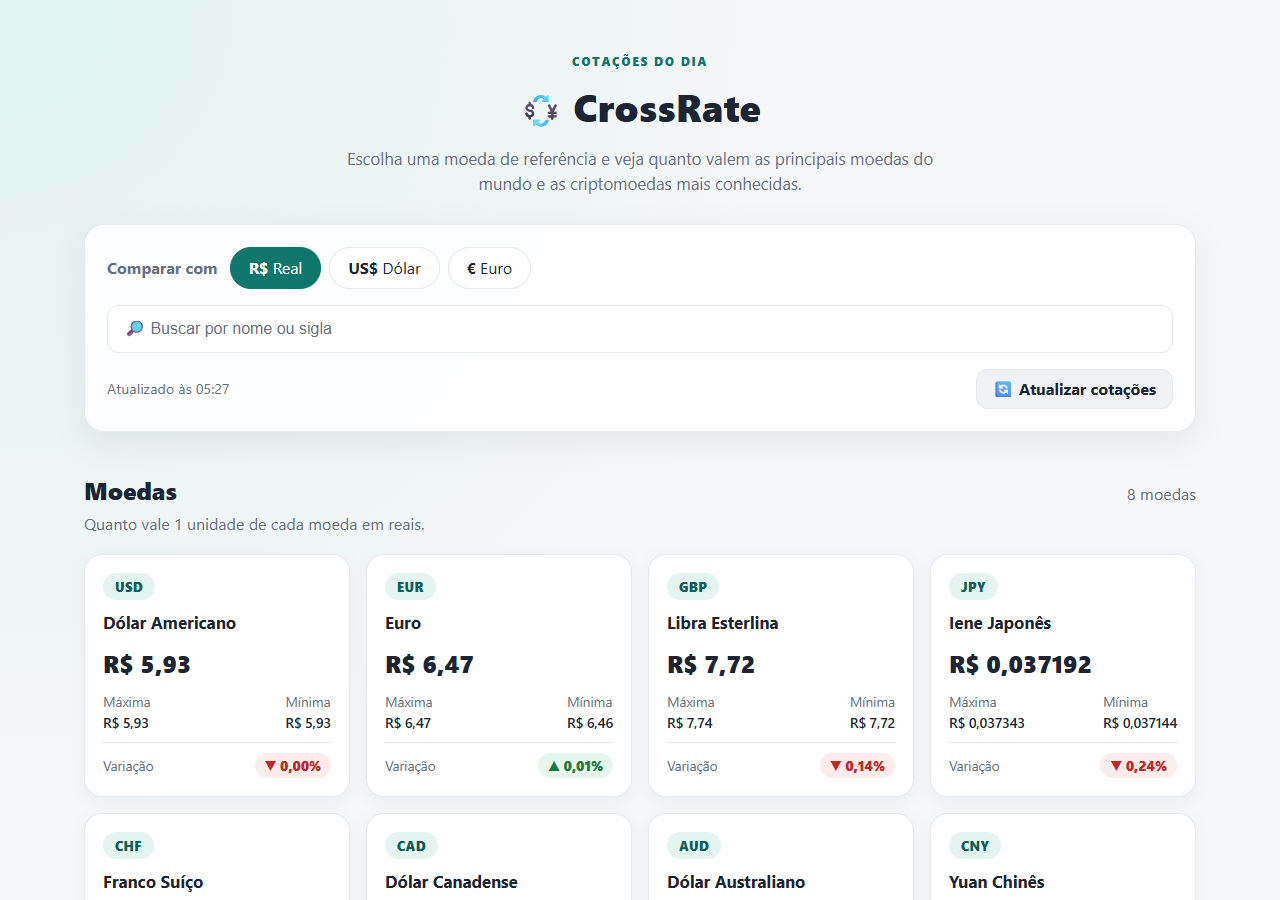 COTAÇÕES DO DIA
CrossRate
Escolha uma moeda de referência e veja quanto valem as principais moedas do
mundo e as criptomoedas mais conhecidas.
Comparar com R$ Real US$ Dólar € Euro
Buscar por nome ou sigla
Atualizado às 05:27 Atualizar cotações
Moedas 8 moedas
Quanto vale 1 unidade de cada moeda em reais.
USD
Dólar Americano
R$ 5,93
Máxima Mínima
R$ 5,93 R$ 5,93
Variação ▼ 0,00%
EUR
Euro
R$ 6,47
Máxima Mínima
R$ 6,47 R$ 6,46
Variação ▲ 0,01%
GBP
Libra Esterlina
R$ 7,72
Máxima Mínima
R$ 7,74 R$ 7,72
Variação ▼ 0,14%
JPY
Iene Japonês
R$ 0,037192
Máxima Mínima
R$ 0,037343 R$ 0,037144
Variação ▼ 0,24%
CHF
Franco Suíço
CAD
Dólar Canadense
AUD
Dólar Australiano
CNY
Yuan Chinês